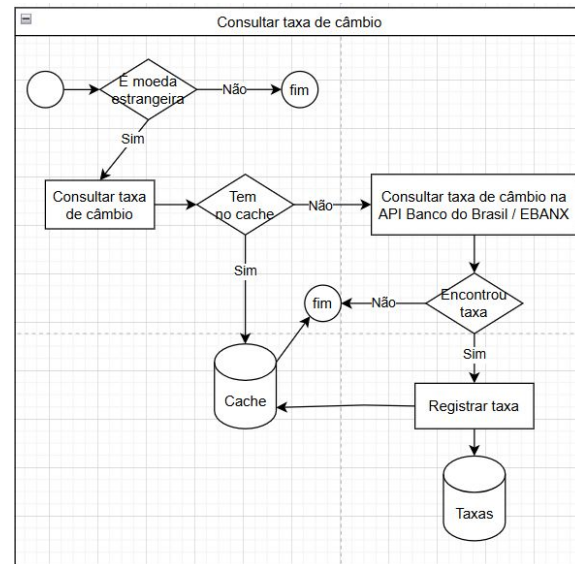 Consultar taxa de câmbio
É moeda
estrangeira
Não
fim
Sim
Consultar taxa
de câmbio
Tem
no cache
Não
Consultar taxa de câmbio na
API Banco do Brasil / EBANX
Sim
fim
Não
Encontrou
taxa
Sim
Cache
Registrar taxa
Taxas